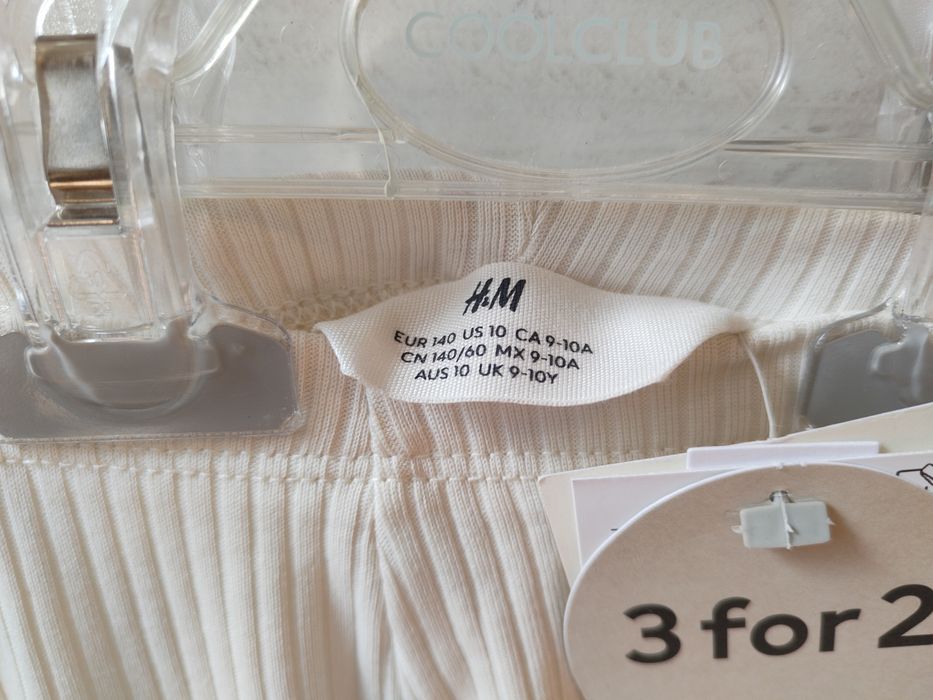 COOLCLUB
H&M
EUR 140 US 10 CA 9-10A
CN 140/60 MX 9-10A
AUS 10 UK 9-10Y
3 for 2